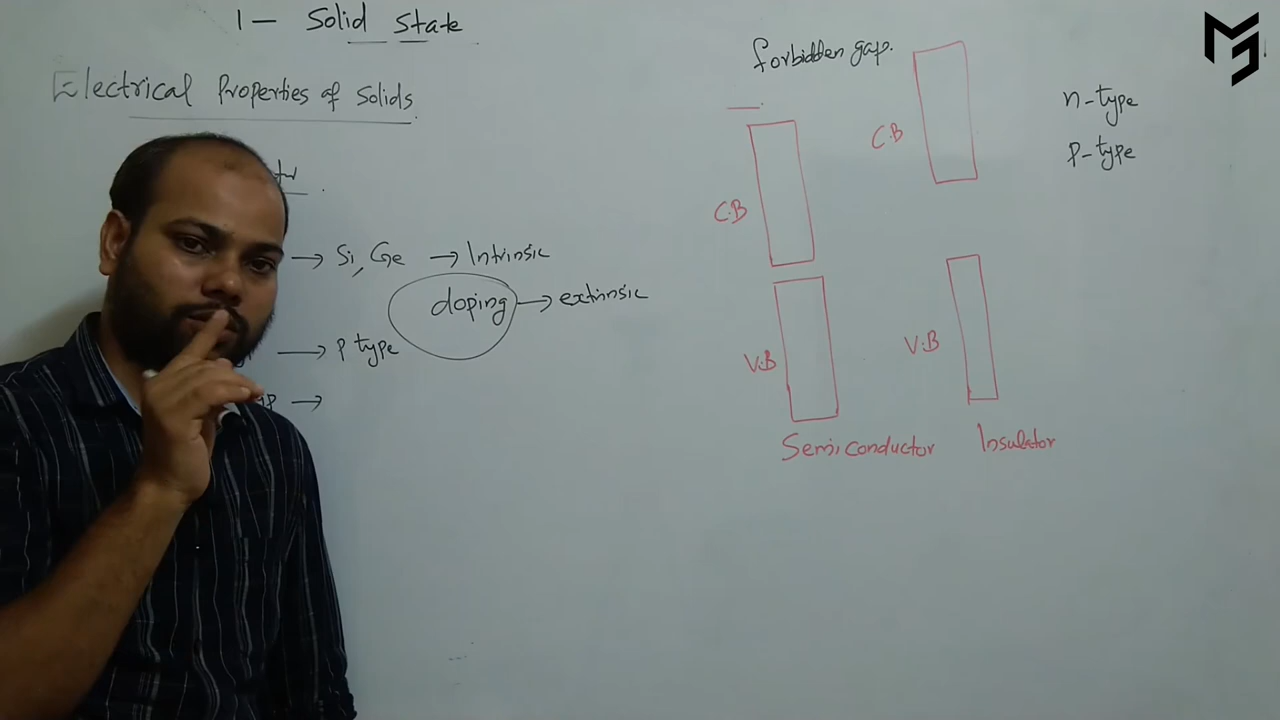 1 — Solid State
Electrical Properties of Solids
→ Si, Ge → Intrinsic
doping → extrinsic
→ P type
→
forbidden gap.
C.B
V.B
Semiconductor
C.B
V.B
Insulator
n-type
P-type